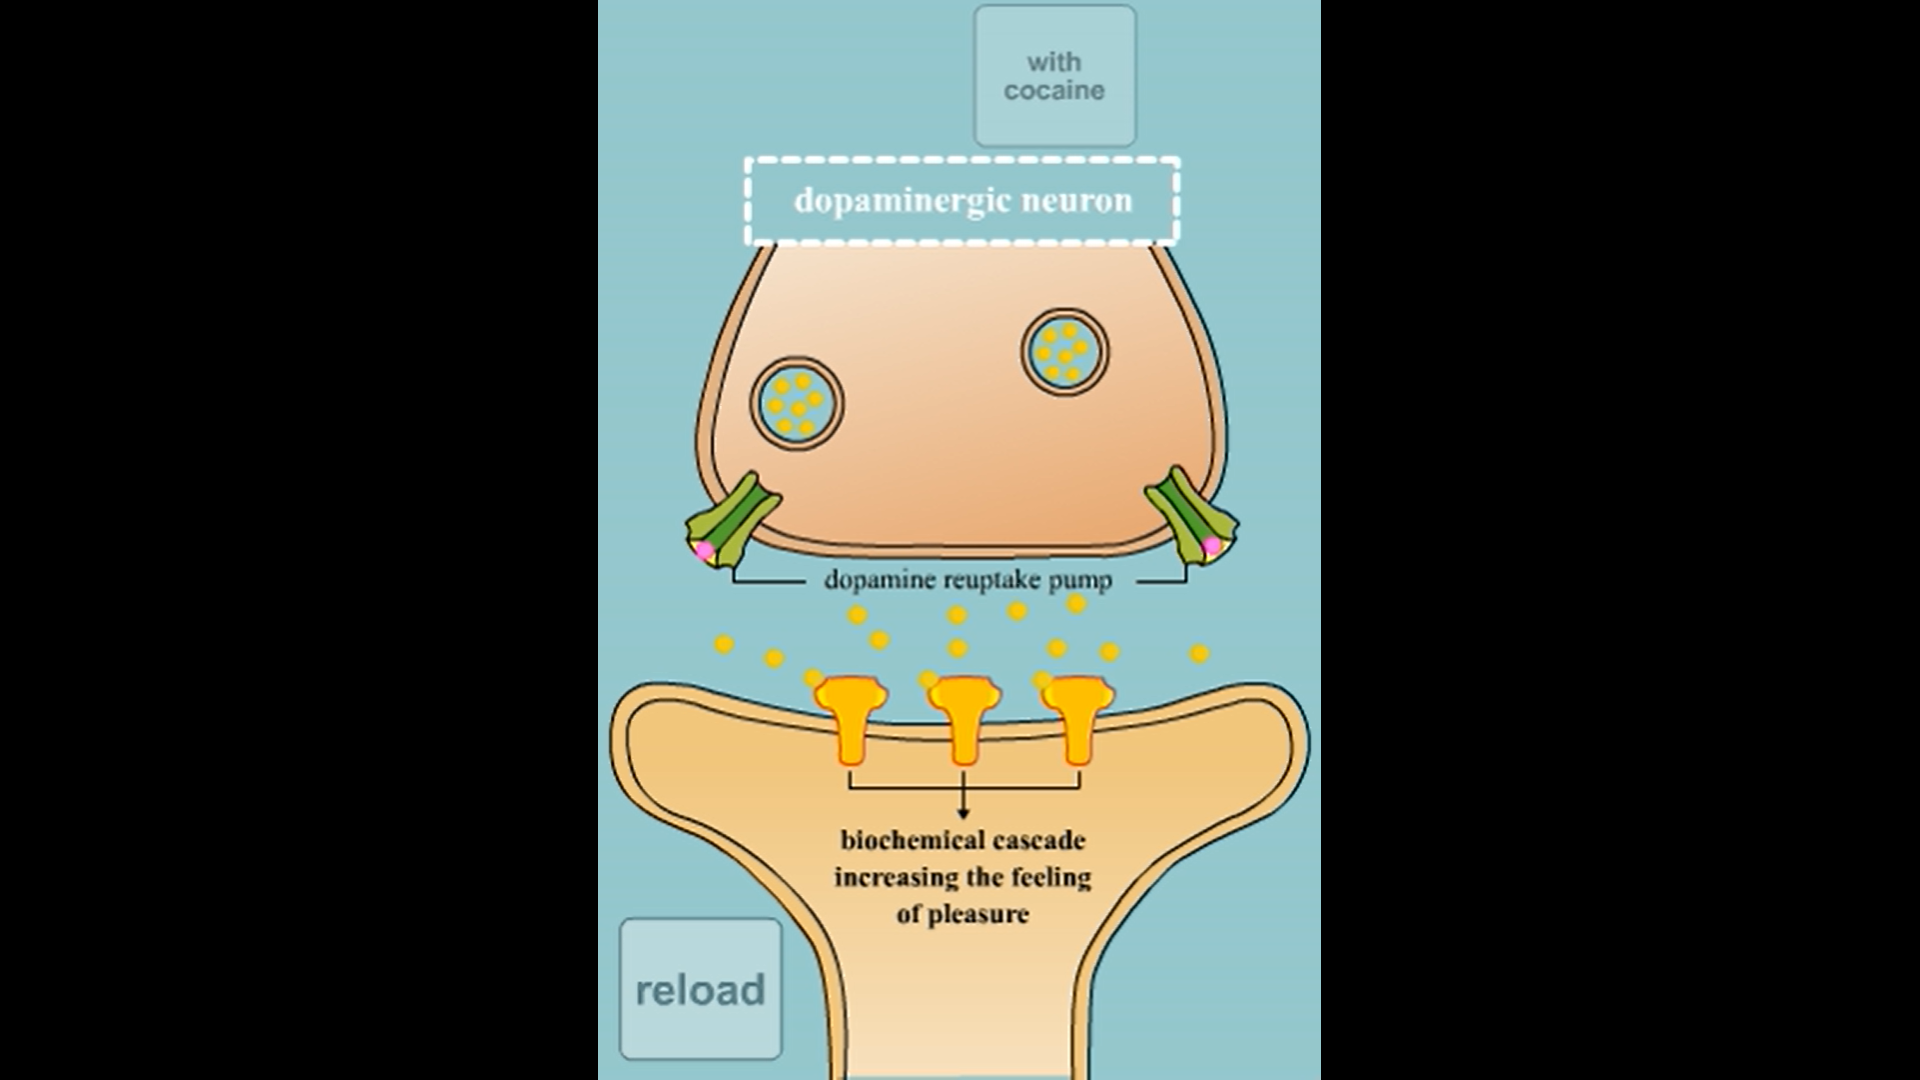 with
cocaine
dopaminergic neuron
dopamine reuptake pump
biochemical cascade
increasing the feeling
of pleasure
reload